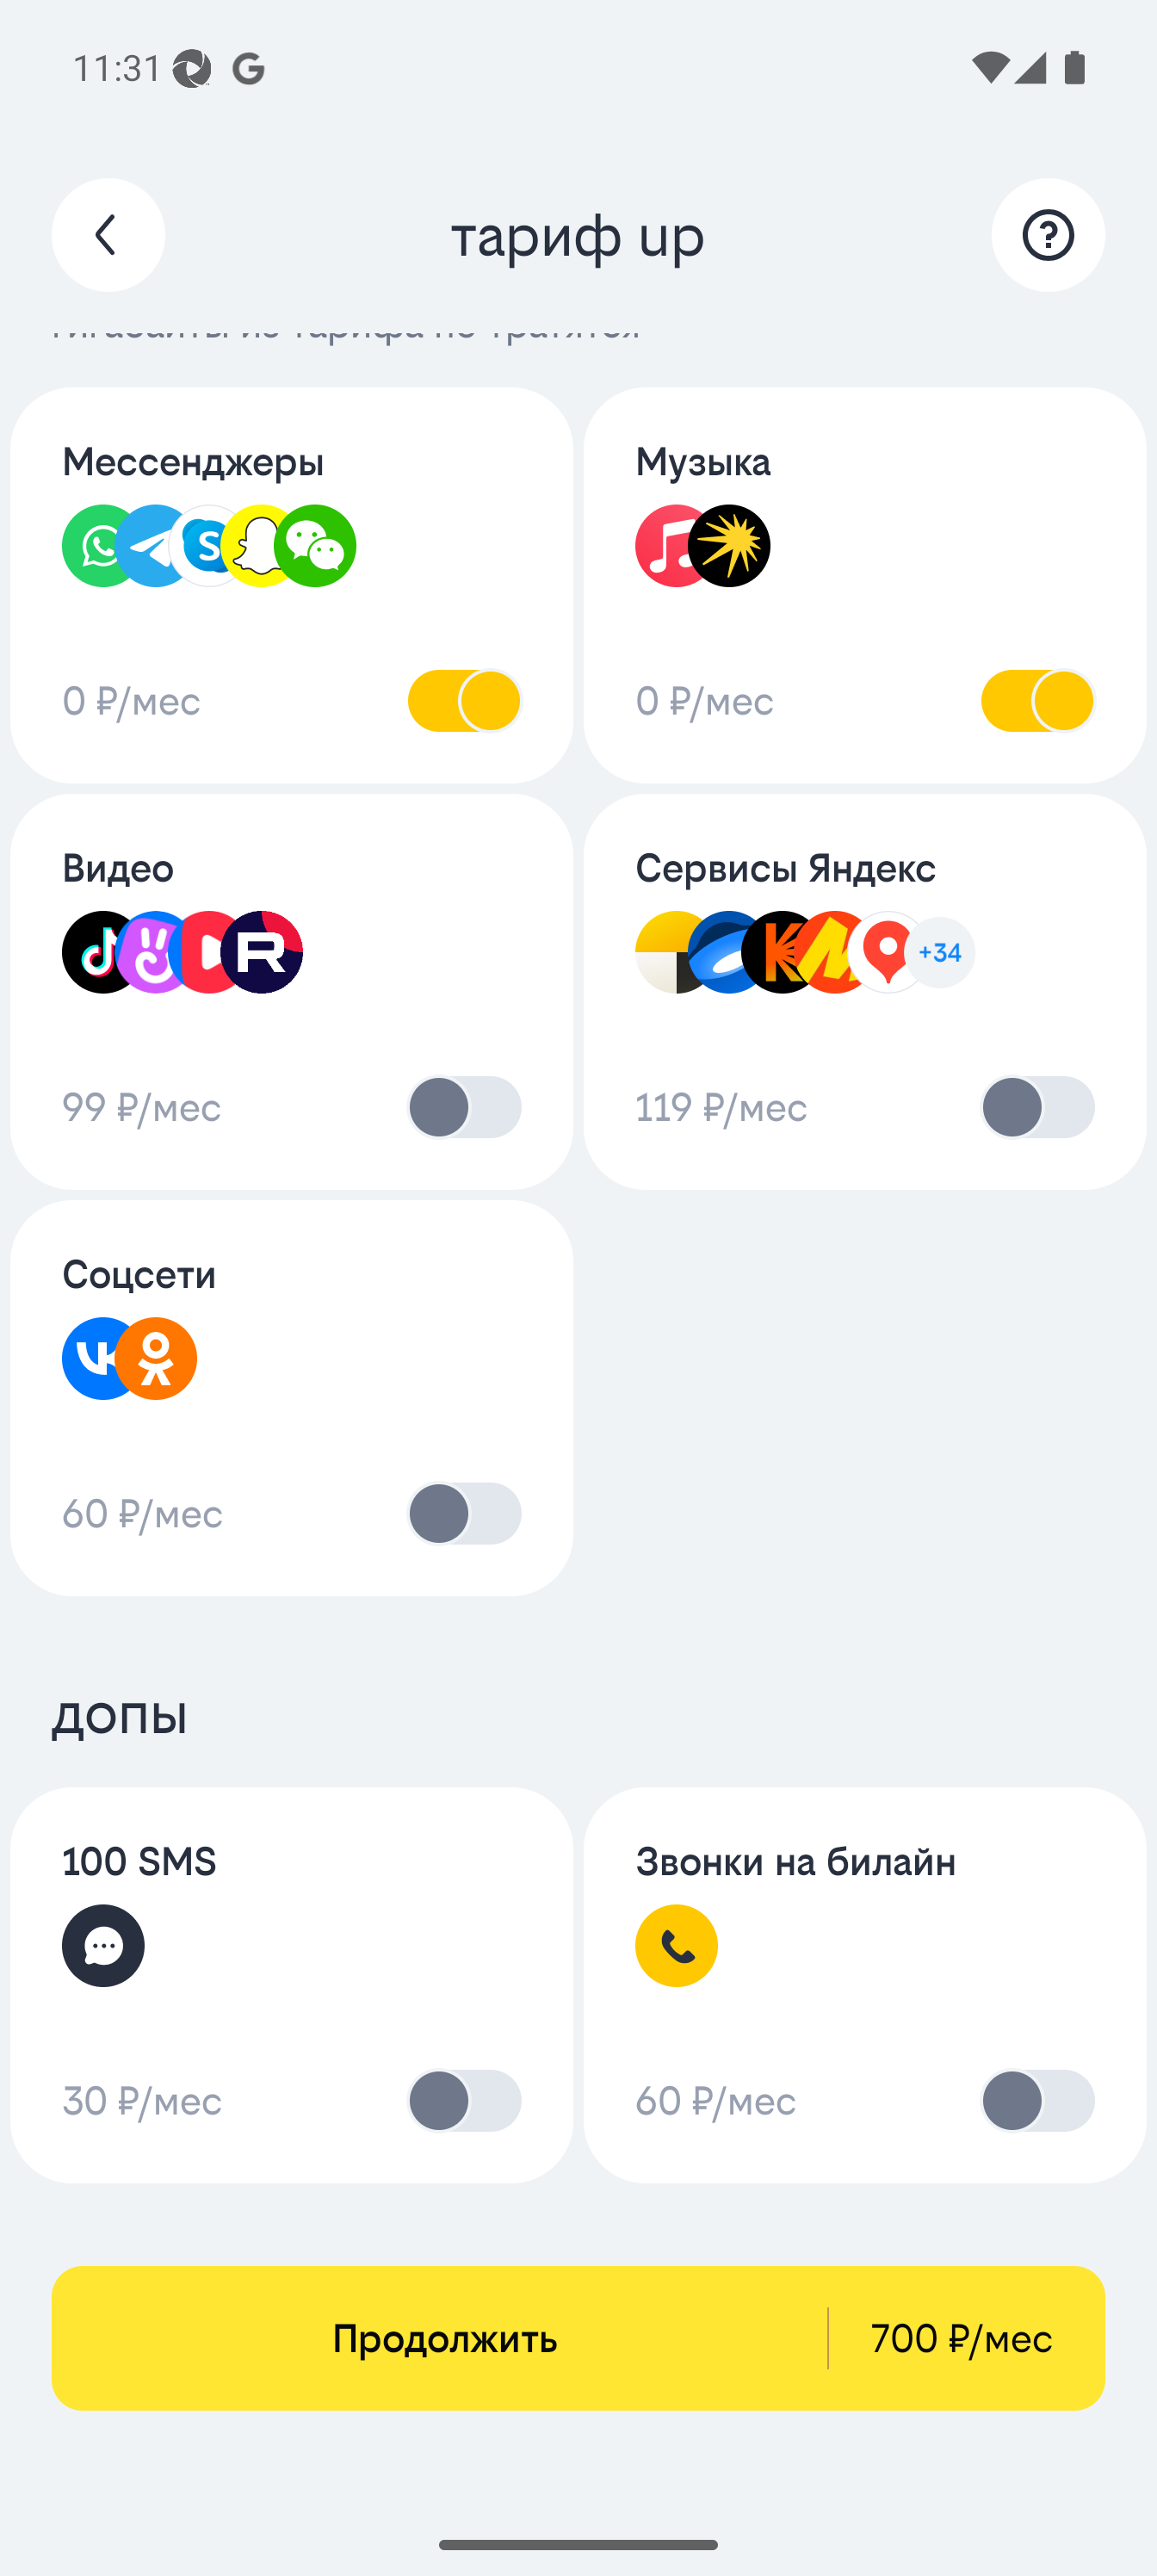 11:31
тариф up
Мессенджеры
Музыка
0 ₽/мес
0 ₽/мес
Видео
Сервисы Яндекс
+34
99 ₽/мес
119 ₽/мес
Соцсети
60 ₽/мес
допы
100 SMS
Звонки на билайн
30 ₽/мес
60 ₽/мес
Продолжить
700 ₽/мес